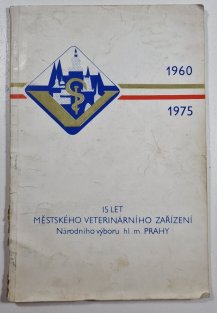 1960
1975
15 LET
MĚSTSKÉHO VETERINÁRNÍHO ZAŘÍZENÍ
Národního výboru hl. m. PRAHY